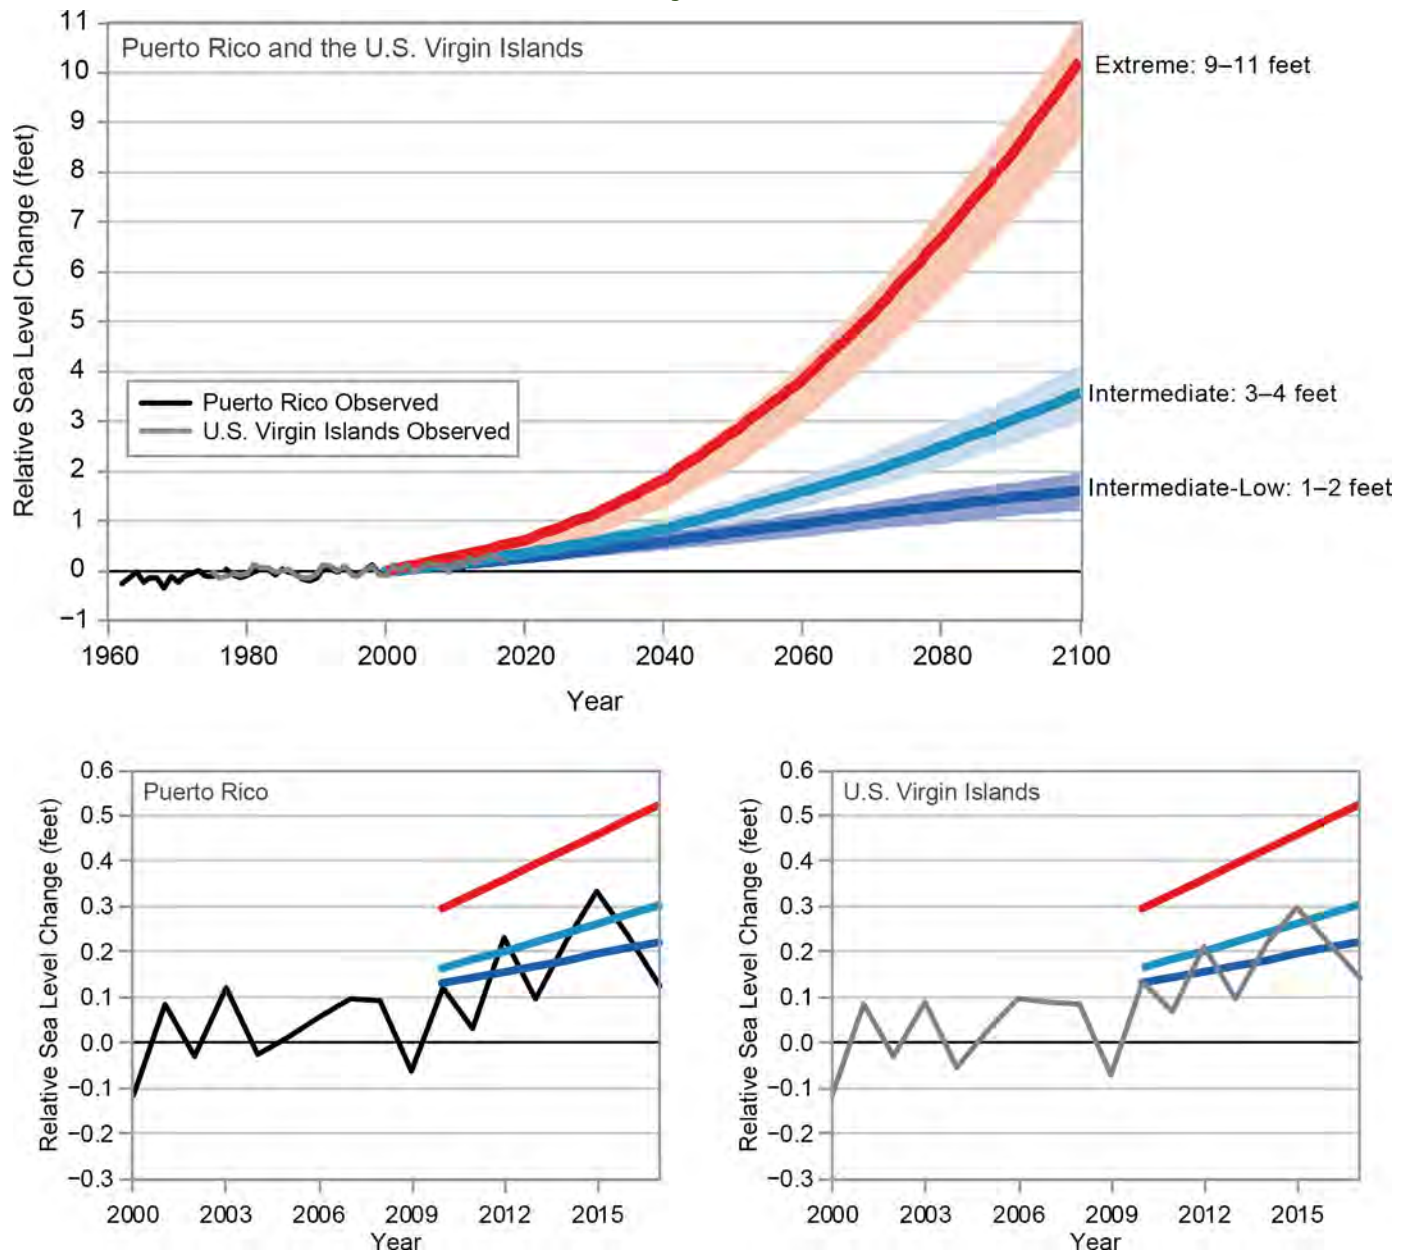 11
Puerto Rico and the U.S. Virgin Islands
10
Extreme: 9–11 feet
9
8
7
6
5
4
Intermediate: 3–4 feet
3
2
Intermediate-Low: 1–2 feet
1
0
−1
Relative Sea Level Change (feet)
Puerto Rico Observed
U.S. Virgin Islands Observed
1960 1980 2000 2020 2040 2060 2080 2100
Year
Puerto Rico
0.6
0.5
0.4
0.3
0.2
0.1
0.0
−0.1
−0.2
−0.3
Relative Sea Level Change (feet)
2000 2003 2006 2009 2012 2015
Year
U.S. Virgin Islands
0.6
0.5
0.4
0.3
0.2
0.1
0.0
−0.1
−0.2
−0.3
Relative Sea Level Change (feet)
2000 2003 2006 2009 2012 2015
Year